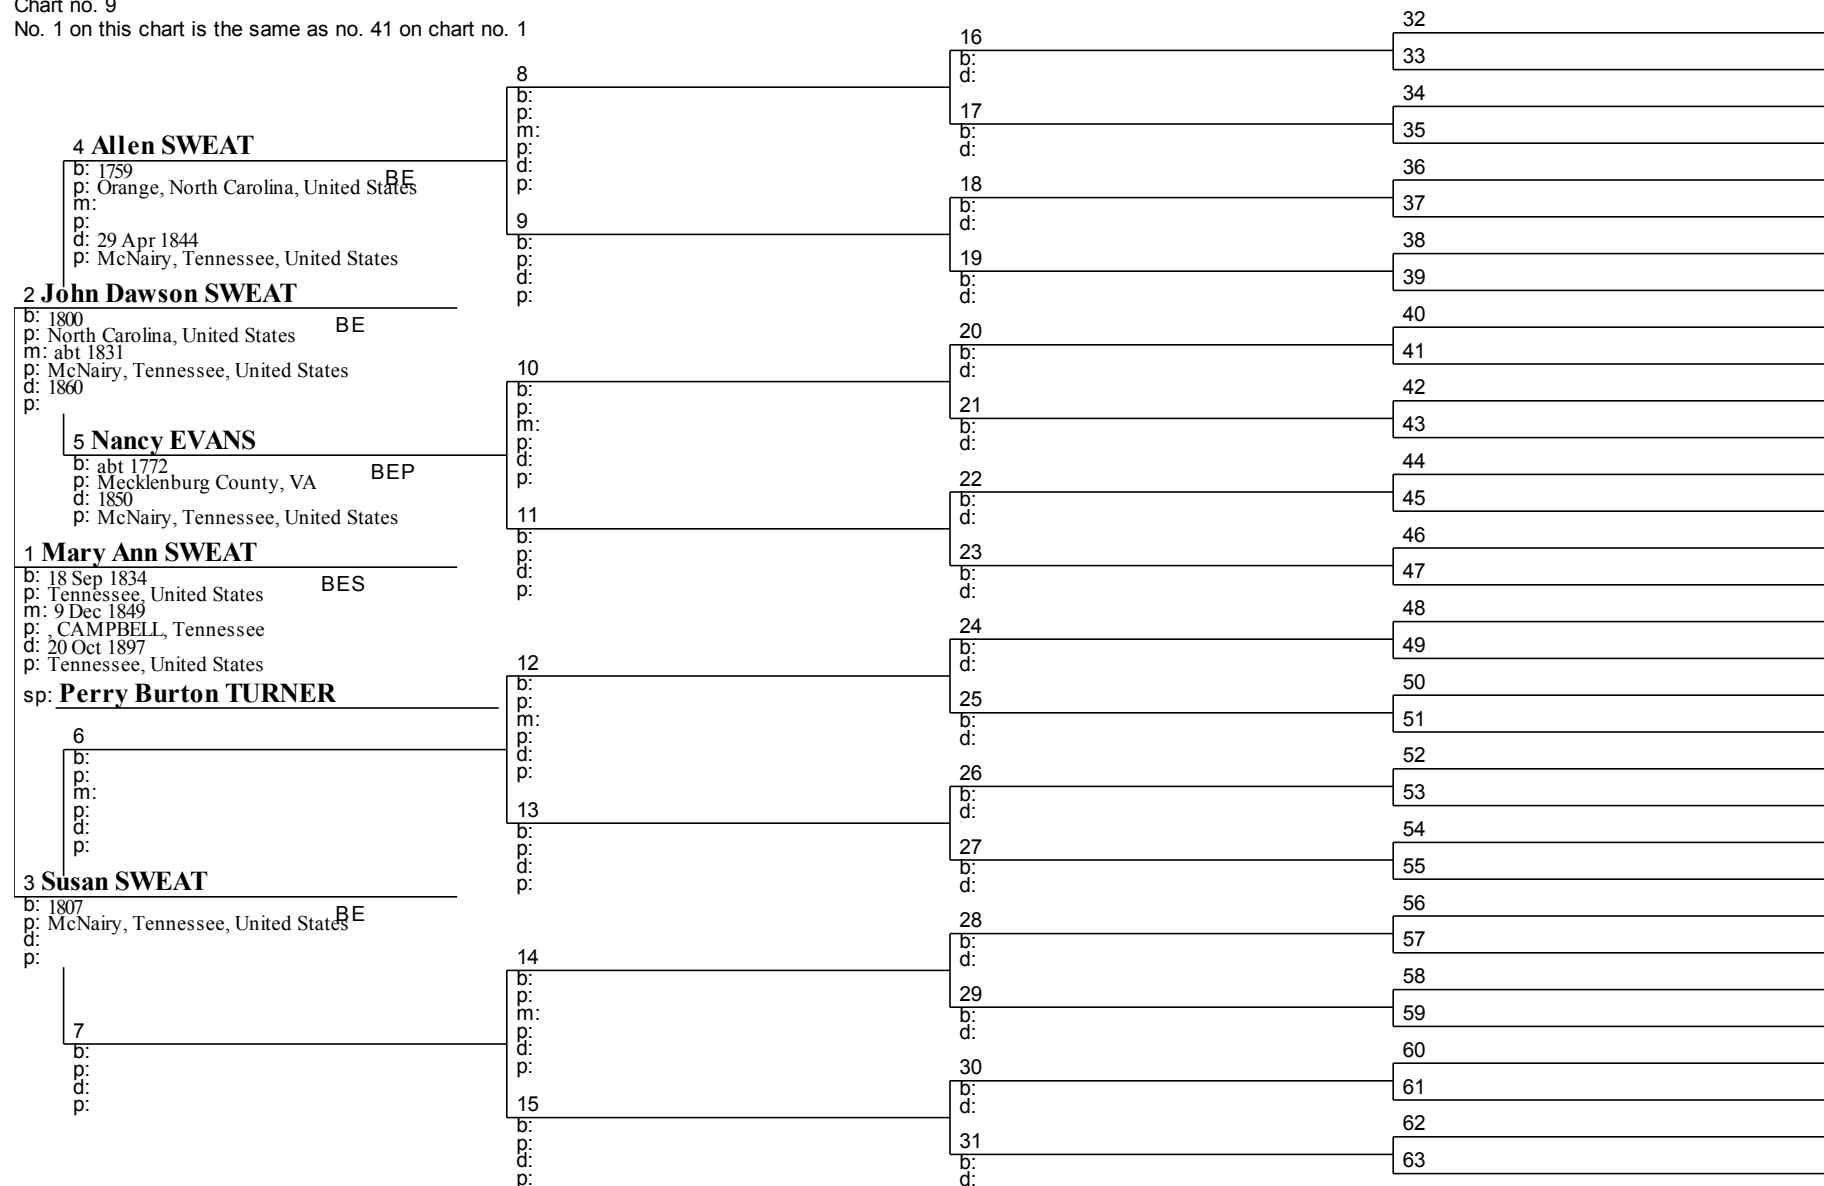 Chart no. 9
No. 1 on this chart is the same as no. 41 on chart no. 1
4 Allen SWEAT
b: 1759
BE
p: Orange, North Carolina, United States
m:
p:
d: 29 Apr 1844
p: McNairy, Tennessee, United States
2 John Dawson SWEAT
b: 1800
BE
p: North Carolina, United States
m: abt 1831
p: McNairy, Tennessee, United States
d: 1860
p:
5 Nancy EVANS
b: abt 1772
BEP
p: Mecklenburg County, VA
d: 1850
p: McNairy, Tennessee, United States
1 Mary Ann SWEAT
b: 18 Sep 1834
BES
p: Tennessee, United States
m: 9 Dec 1849
p: , CAMPBELL, Tennessee
d: 20 Oct 1897
p: Tennessee, United States
sp: Perry Burton TURNER
6
b:
p:
m:
p:
d:
p:
3 Susan SWEAT
b: 1807
BE
p: McNairy, Tennessee, United States
d:
p:
7
b:
p:
d:
p:
8
b:
p:
m:
p:
d:
p:
9
b:
p:
d:
p:
10
b:
p:
m:
p:
d:
p:
11
b:
p:
d:
p:
12
b:
p:
m:
p:
d:
p:
13
b:
p:
d:
p:
14
b:
p:
m:
p:
d:
p:
15
b:
p:
d:
p:
16
b:
d:
17
b:
d:
18
b:
d:
19
b:
d:
20
b:
d:
21
b:
d:
22
b:
d:
23
b:
d:
24
b:
d:
25
b:
d:
26
b:
d:
27
b:
d:
28
b:
d:
29
b:
d:
30
b:
d:
31
b:
d:
32
33
34
35
36
37
38
39
40
41
42
43
44
45
46
47
48
49
50
51
52
53
54
55
56
57
58
59
60
61
62
63